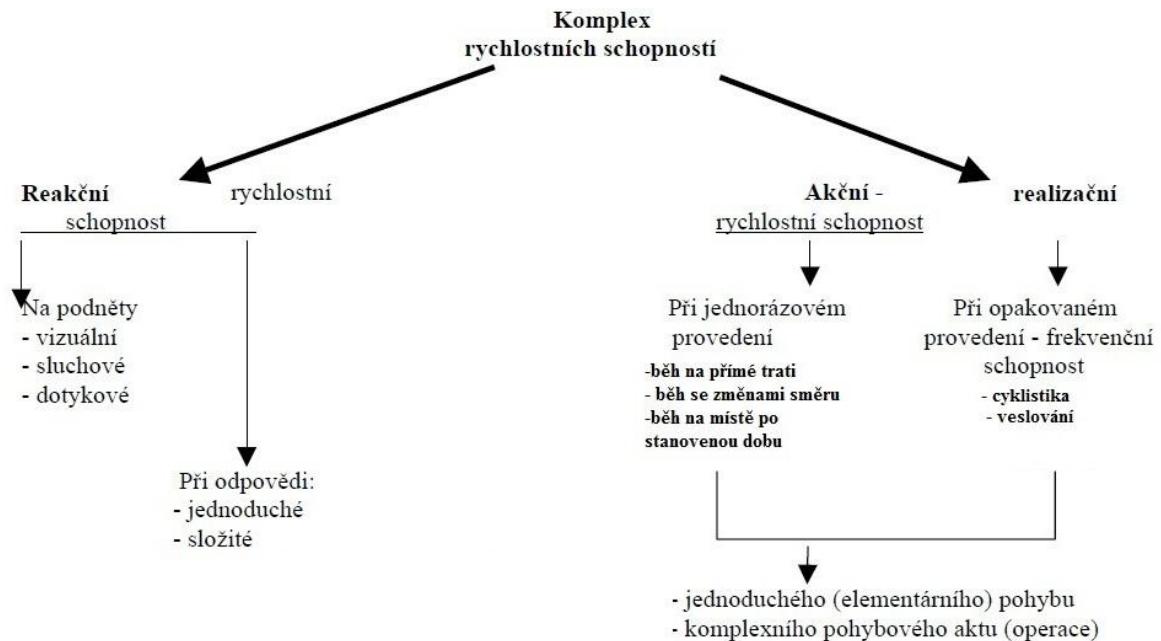 Komplex
rychlostních schopností
Reakční rychlostní
schopnost
Na podněty
- vizuální
- sluchové
- dotykové
Při odpovědi:
- jednoduché
- složité
Akční - realizační
rychlostní schopnost
Při jednorázovém
provedení
-běh na přímé trati
- běh se změnami směru
-běh na místě po
stanovenou dobu
Při opakovaném
provedení - frekvenční
schopnost
- cyklistika
- veslování
- jednoduchého (elementárního) pohybu
- komplexního pohybového aktu (operace)